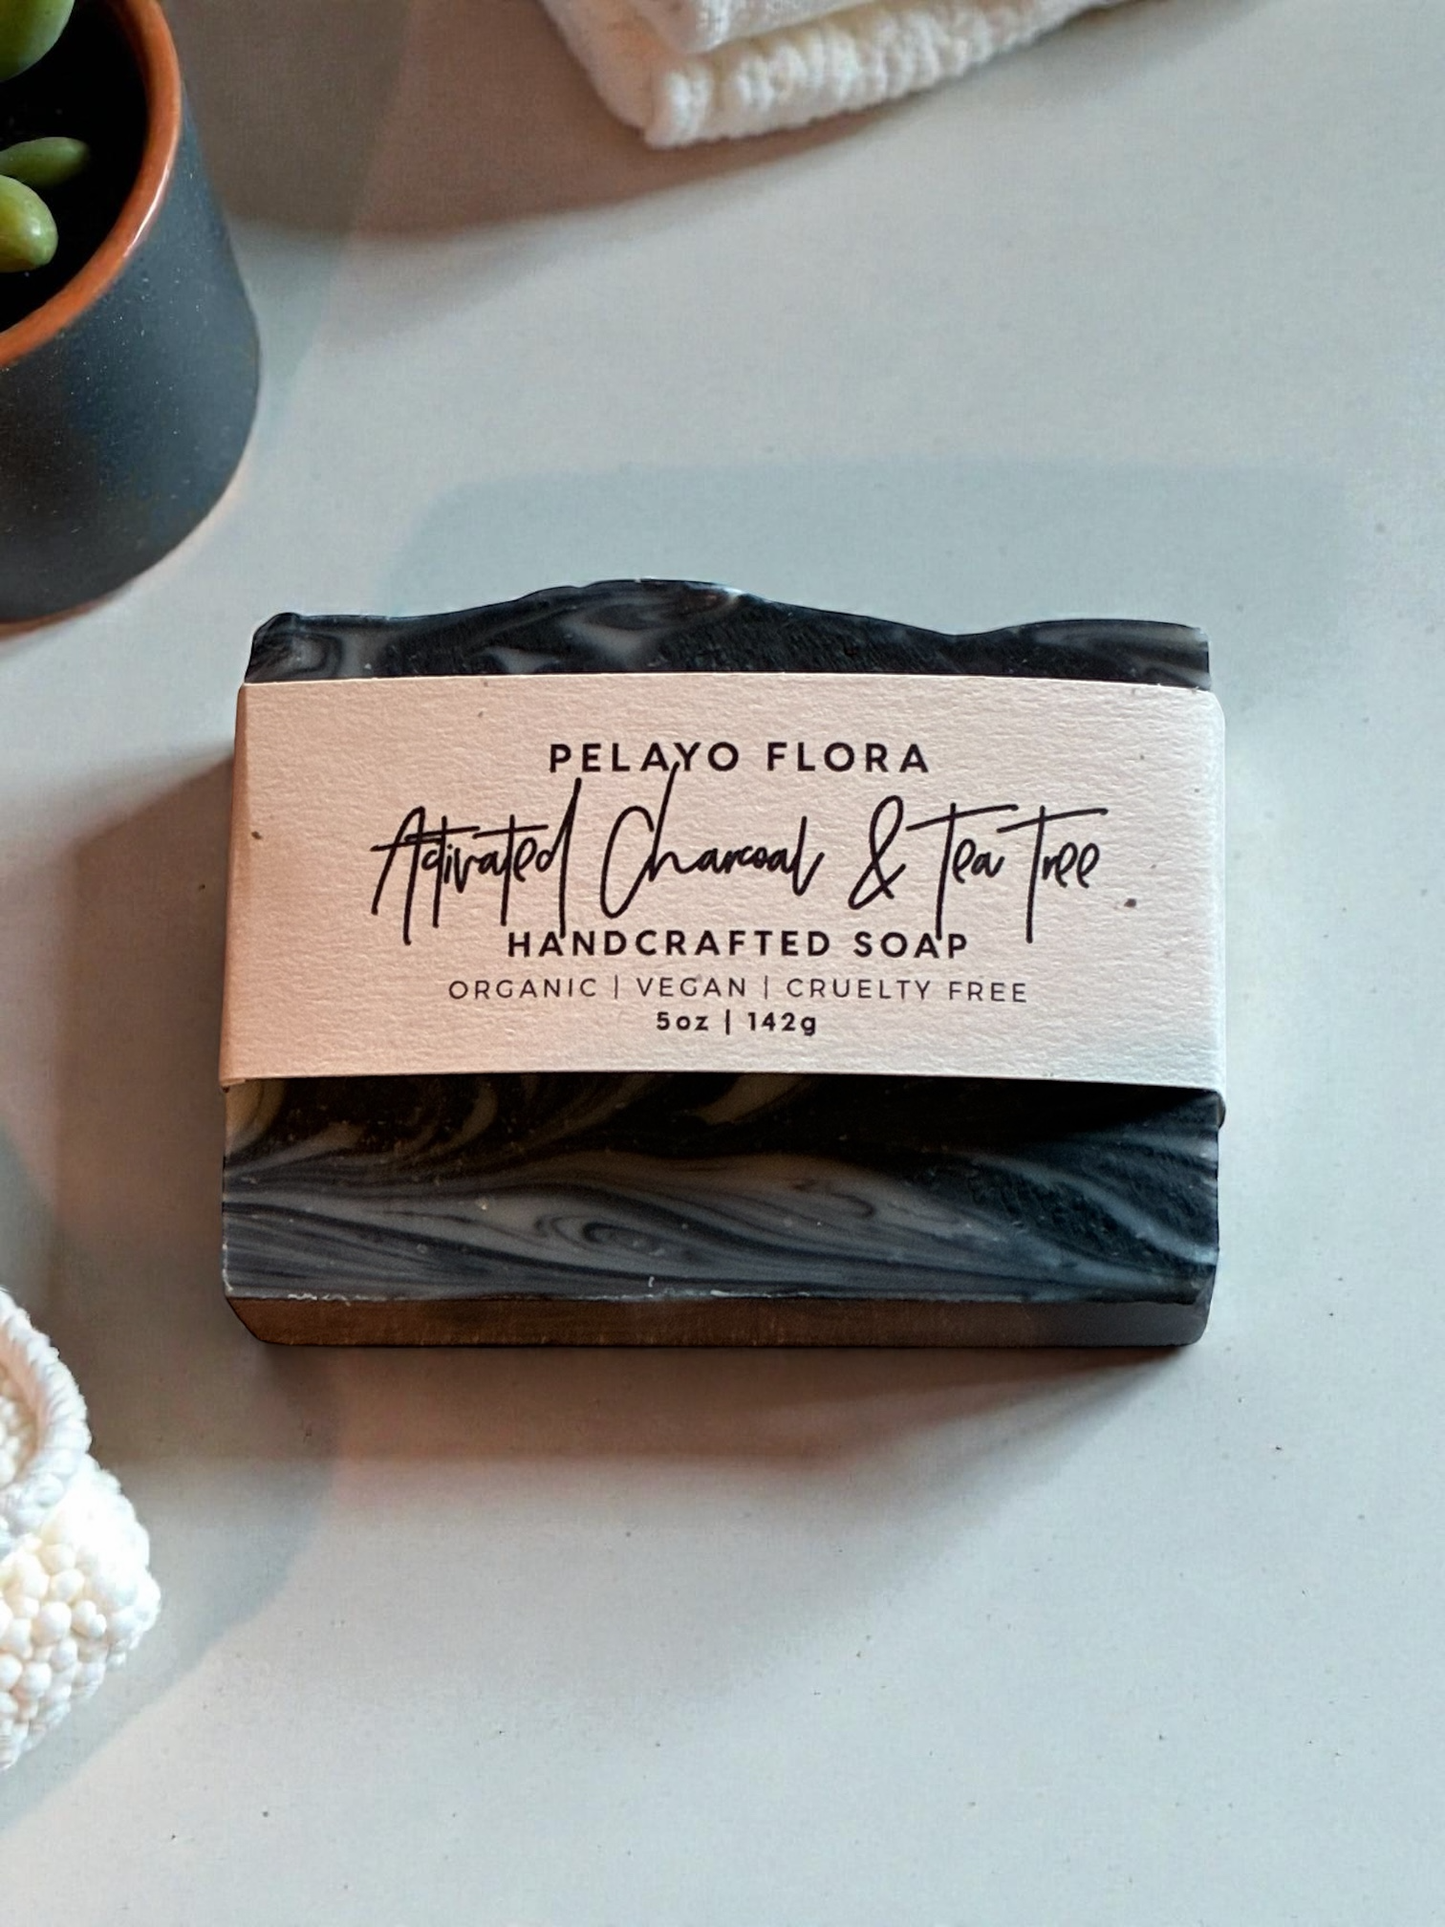 PELAYO FLORA
Activated Charcoal & Tea Tree
HANDCRAFTED SOAP
ORGANIC | VEGAN | CRUELTY FREE
5oz | 142g